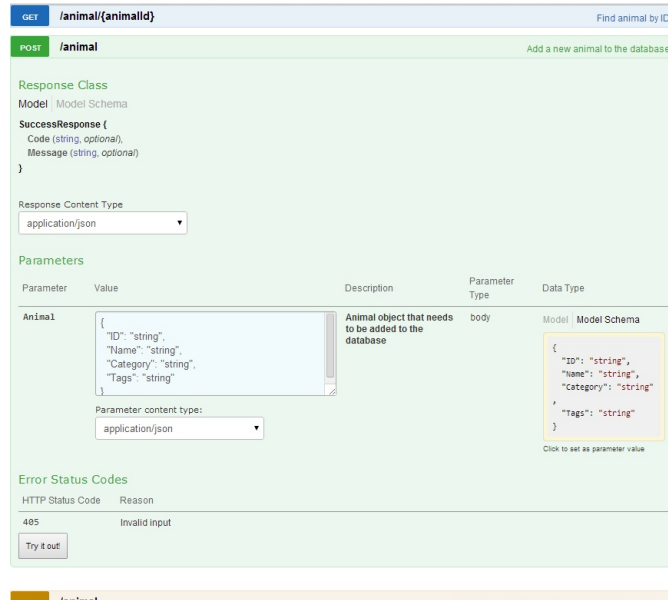 GET /animal/{animalId} Find animal by ID
POST /animal Add a new animal to the database
Response Class
Model Model Schema
SuccessResponse {
Code (string, optional),
Message (string, optional)
}
Response Content Type
application/json
Parameters
Parameter Value Description Parameter Type Data Type
Animal
{
"ID": "string",
"Name": "string",
"Category": "string",
"Tags": "string"
}
Parameter content type:
application/json
Animal object that needs
to be added to the
database
body
Model Model Schema
{
"ID": "string",
"Name": "string",
"Category": "string"
,
"Tags": "string"
}
Click to set as parameter value
Error Status Codes
HTTP Status Code Reason
405 Invalid input
Try it out!
/animal